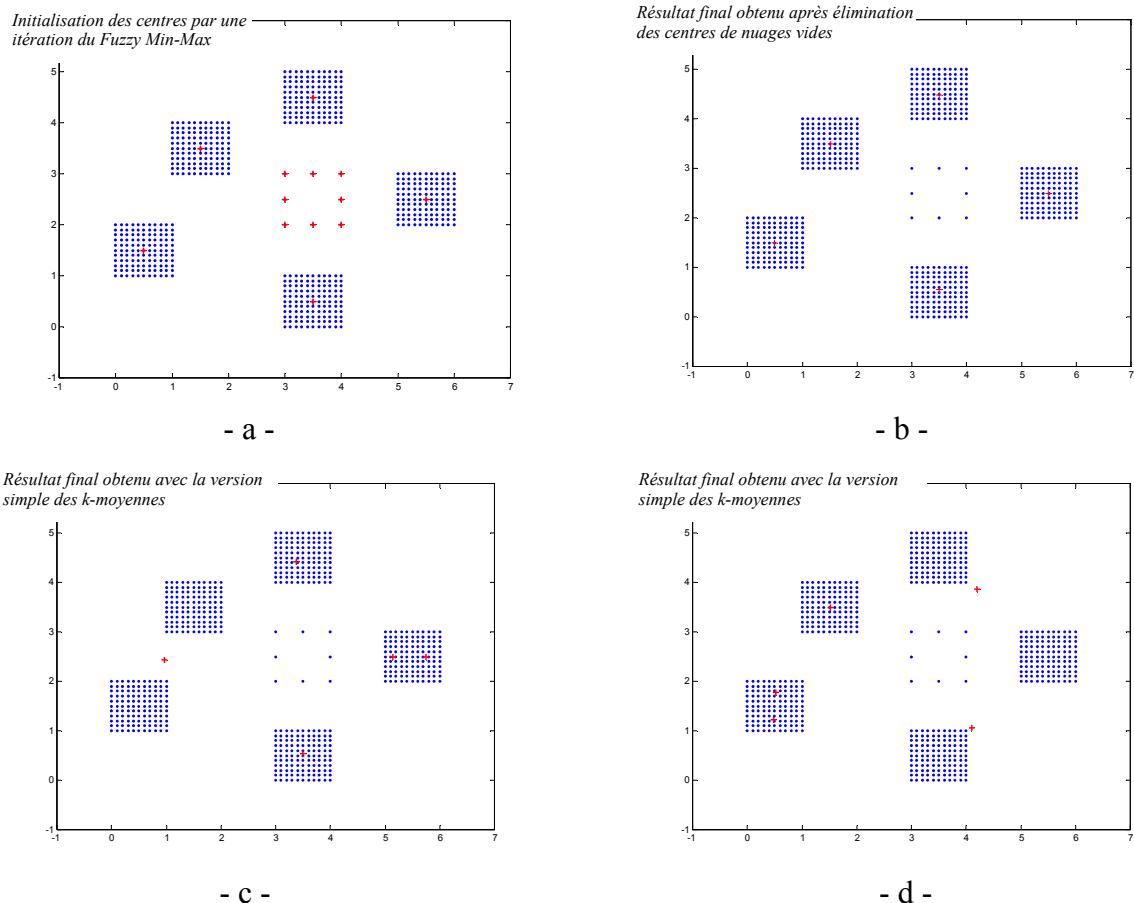 Initialisation des centres par une
itération du Fuzzy Min-Max
5
4
3
2
1
0
-1
-1 0 1 2 3 4 5 6 7
- a -
Résultat final obtenu après élimination
des centres de nuages vides
5
4
3
2
1
0
-1
-1 0 1 2 3 4 5 6 7
- b -
Résultat final obtenu avec la version
simple des k-moyennes
5
4
3
2
1
0
-1
-1 0 1 2 3 4 5 6 7
- c -
Résultat final obtenu avec la version
simple des k-moyennes
5
4
3
2
1
0
-1
-1 0 1 2 3 4 5 6 7
- d -